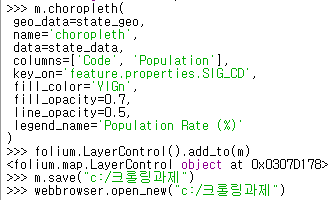 >>> m.choropleth(
 geo_data=state_geo,
 name='choropleth',
 data=state_data,
 columns=['Code', 'Population'],
 key_on='feature.properties.SIG_CD',
 fill_color='YlGn',
 fill_opacity=0.7,
 line_opacity=0.5,
 legend_name='Population Rate (%)'
)
>>> folium.LayerControl().add_to(m)
<folium.map.LayerControl object at 0x0307D178>
>>> m.save("c:/크롤링과제")
>>> webbrowser.open_new("c:/크롤링과제")